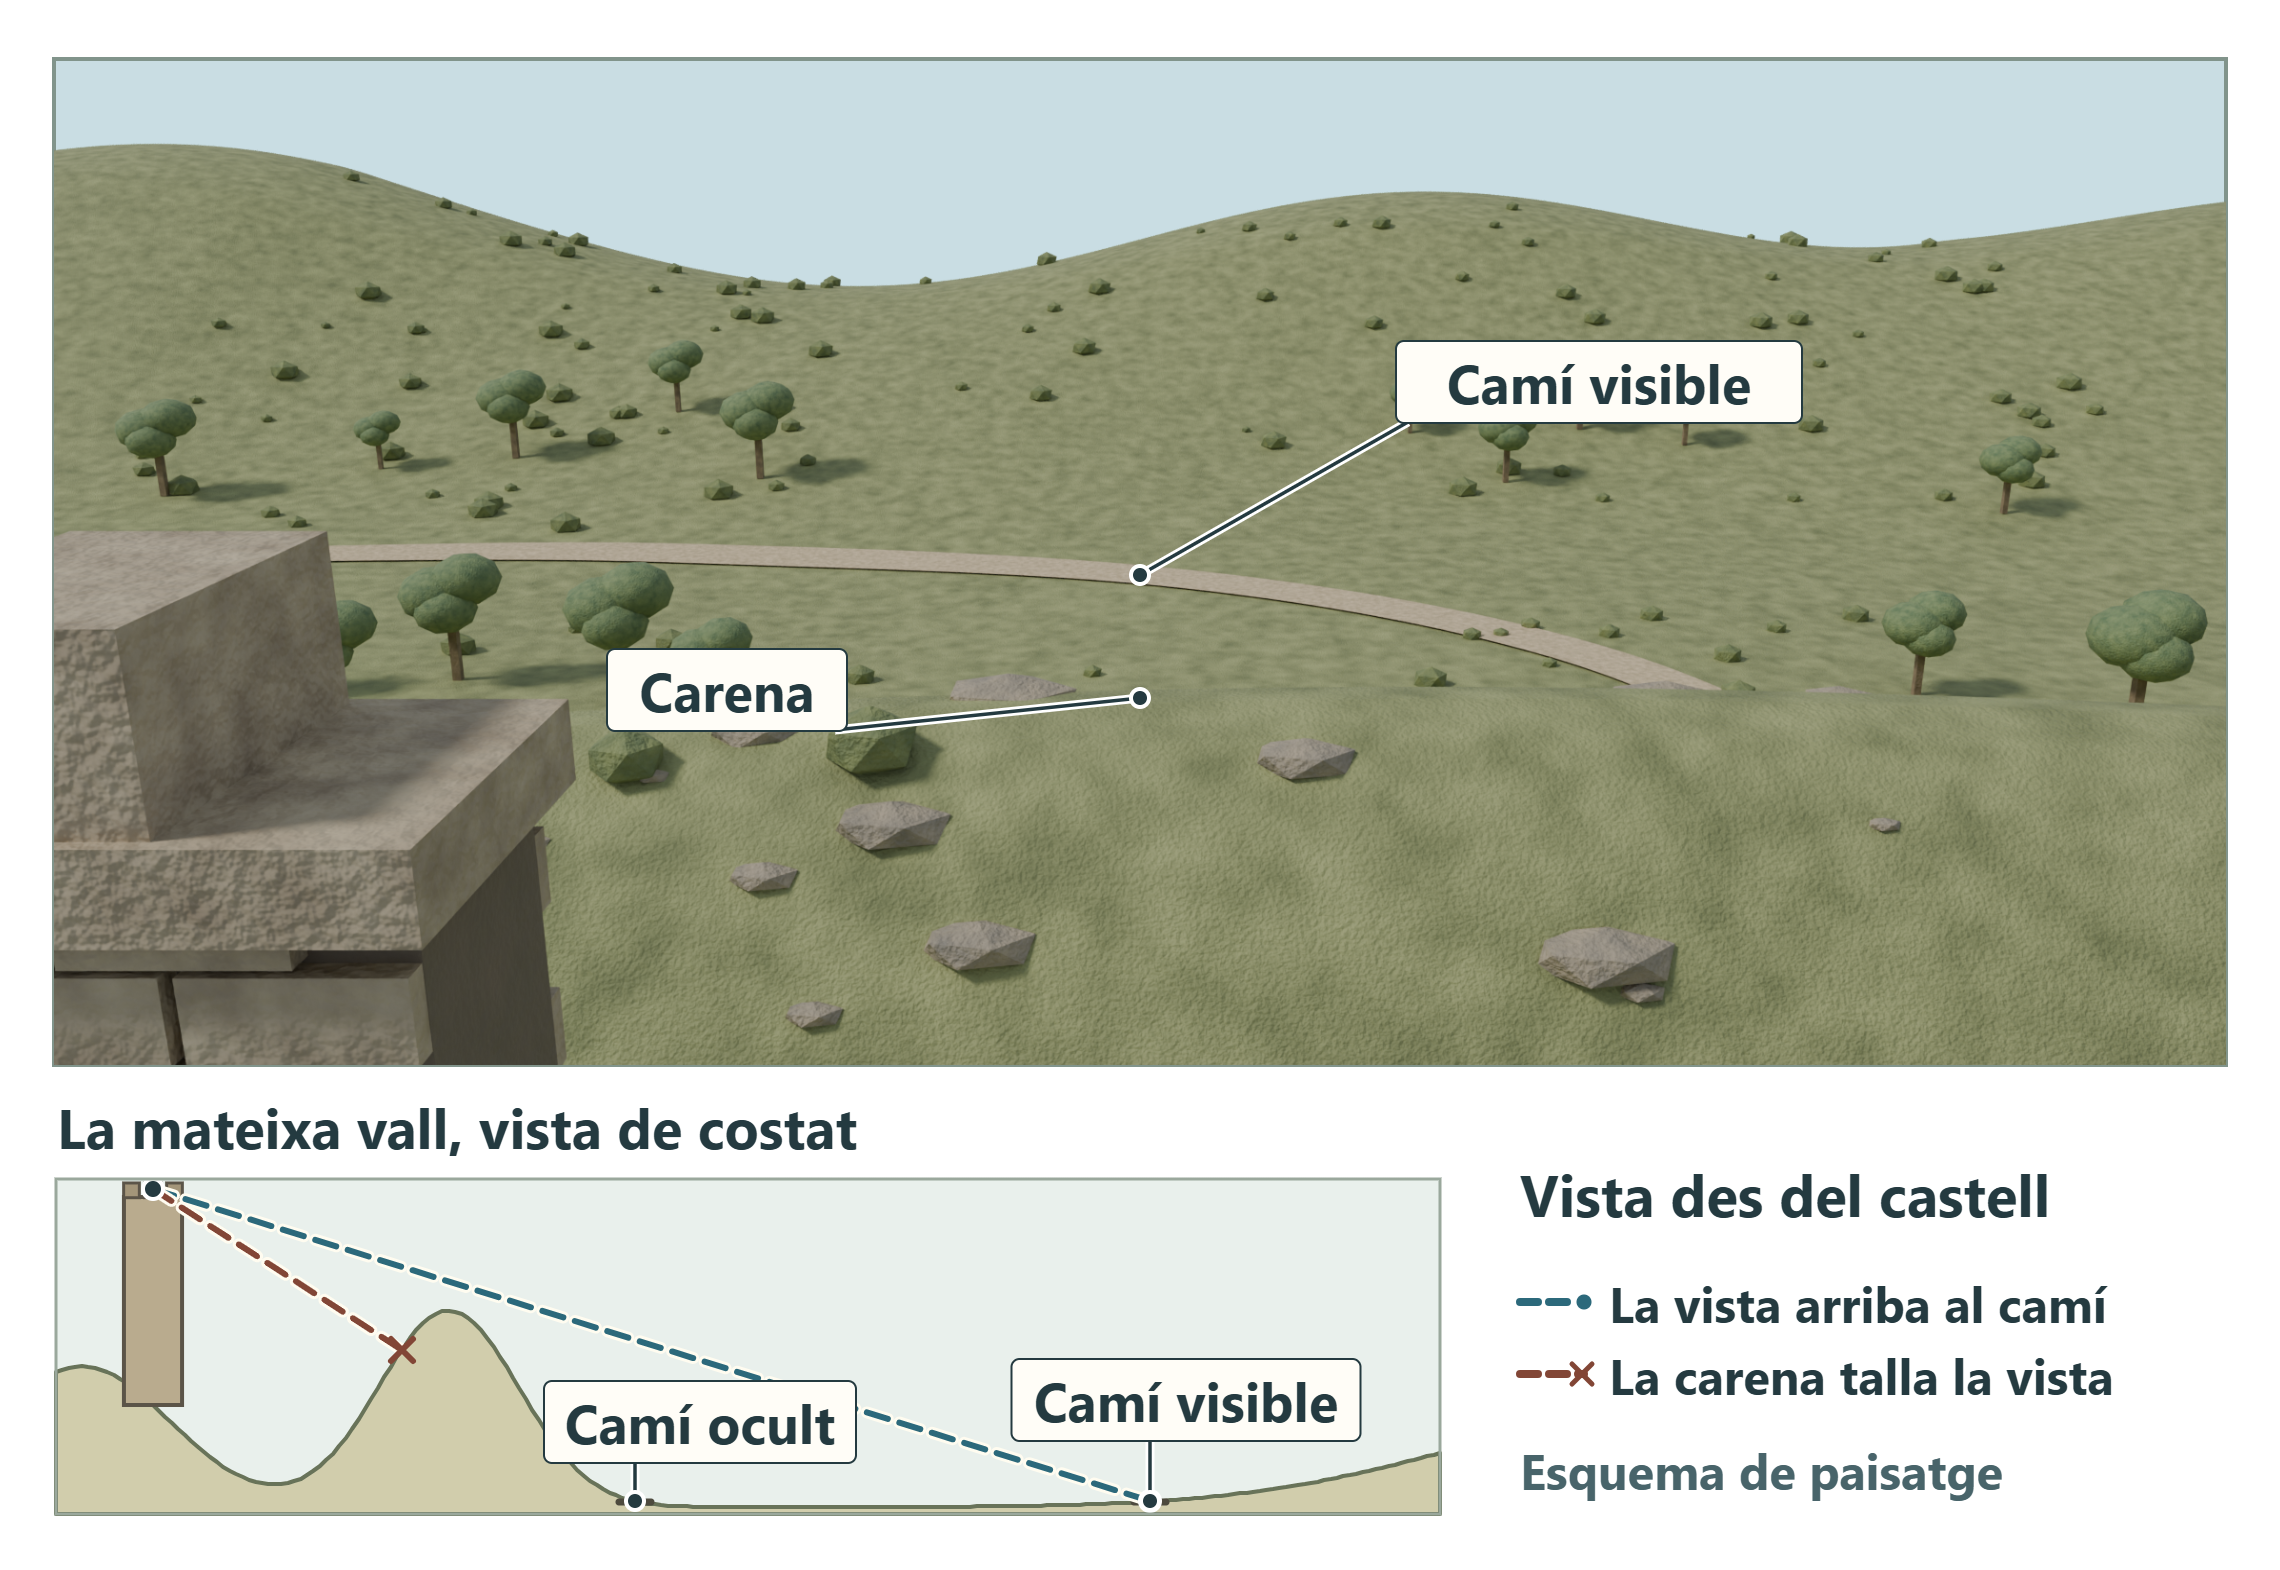 Camí visible
Carena
La mateixa vall, vista de costat
Camí ocult
Camí visible
Vista des del castell
La vista arriba al camí
La carena talla la vista
Esquema de paisatge